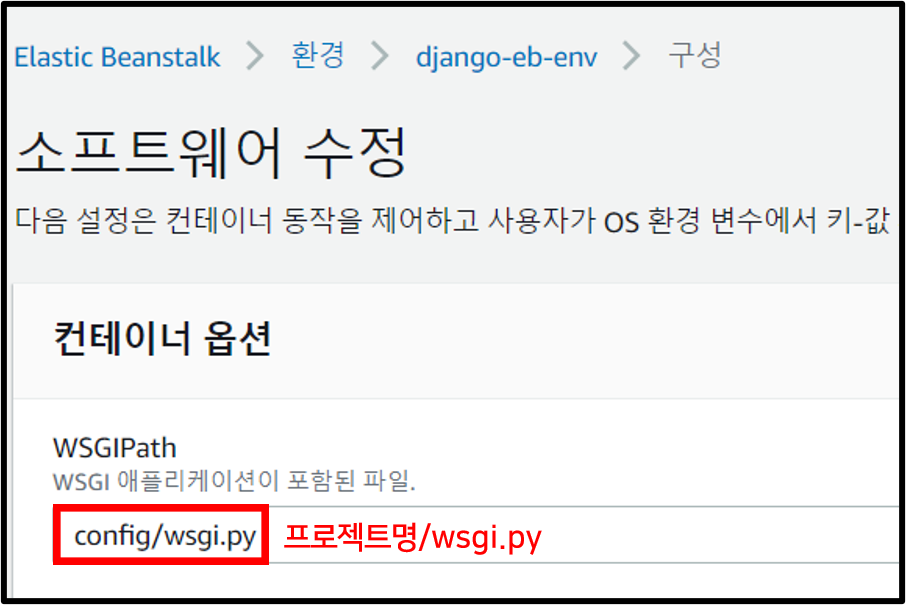 Elastic Beanstalk > 환경 > django-eb-env > 구성
소프트웨어 수정
다음 설정은 컨테이너 동작을 제어하고 사용자가 OS 환경 변수에서 키-값
컨테이너 옵션
WSGIPath
WSGI 애플리케이션이 포함된 파일.
config/wsgi.py 프로젝트명/wsgi.py